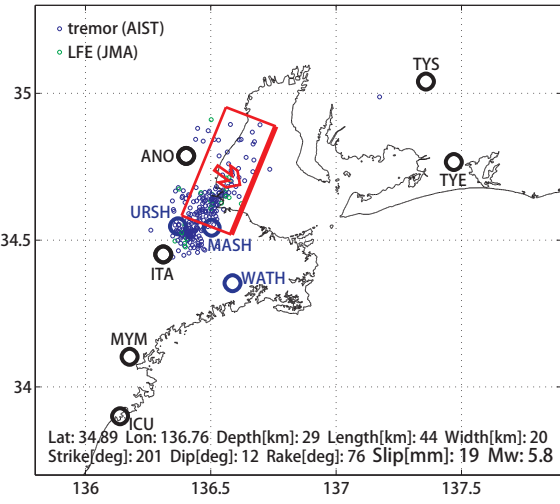 tremor (AIST)
LFE (JMA)
TYS
35
ANO
TYE
URSH
MASH
34.5
ITA
WATH
MYM
34
ICU
Lat: 34.89 Lon: 136.76 Depth[km]: 29 Length[km]: 44 Width[km]: 20
Strike[deg]: 201 Dip[deg]: 12 Rake[deg]: 76 Slip[mm]: 19 Mw: 5.8
136 136.5 137 137.5